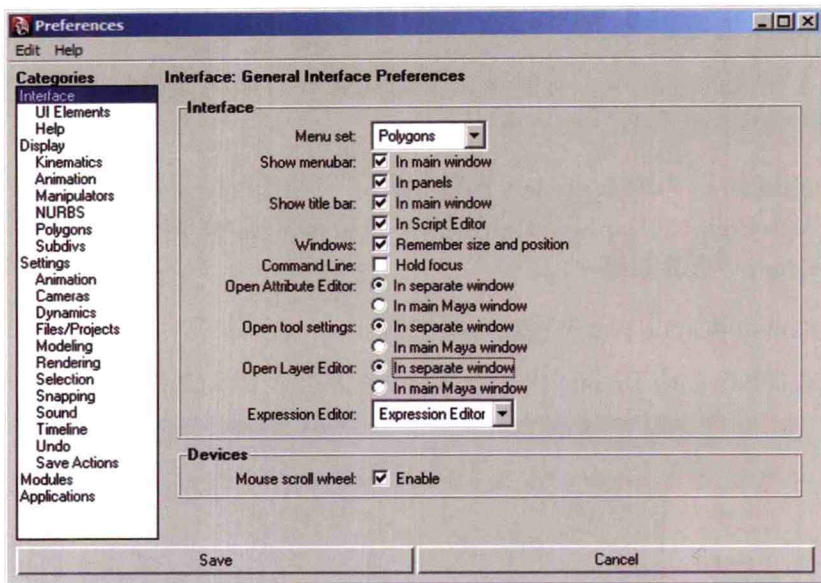 Preferences
Edit Help
Categories
Interface
UI Elements
Help
Display
Kinematics
Animation
Manipulators
NURBS
Polygons
Subdivs
Settings
Animation
Cameras
Dynamics
Files/Projects
Modeling
Rendering
Selection
Snapping
Sound
Timeline
Undo
Save Actions
Modules
Applications
Interface: General Interface Preferences
Interface
Menu set: Polygons
Show menubar: In main window
In panels
Show title bar: In main window
In Script Editor
Windows: Remember size and position
Command Line: Hold focus
Open Attribute Editor: In separate window
In main Maya window
Open tool settings: In separate window
In main Maya window
Open Layer Editor: In separate window
In main Maya window
Expression Editor: Expression Editor
Devices
Mouse scroll wheel: Enable
Save Cancel